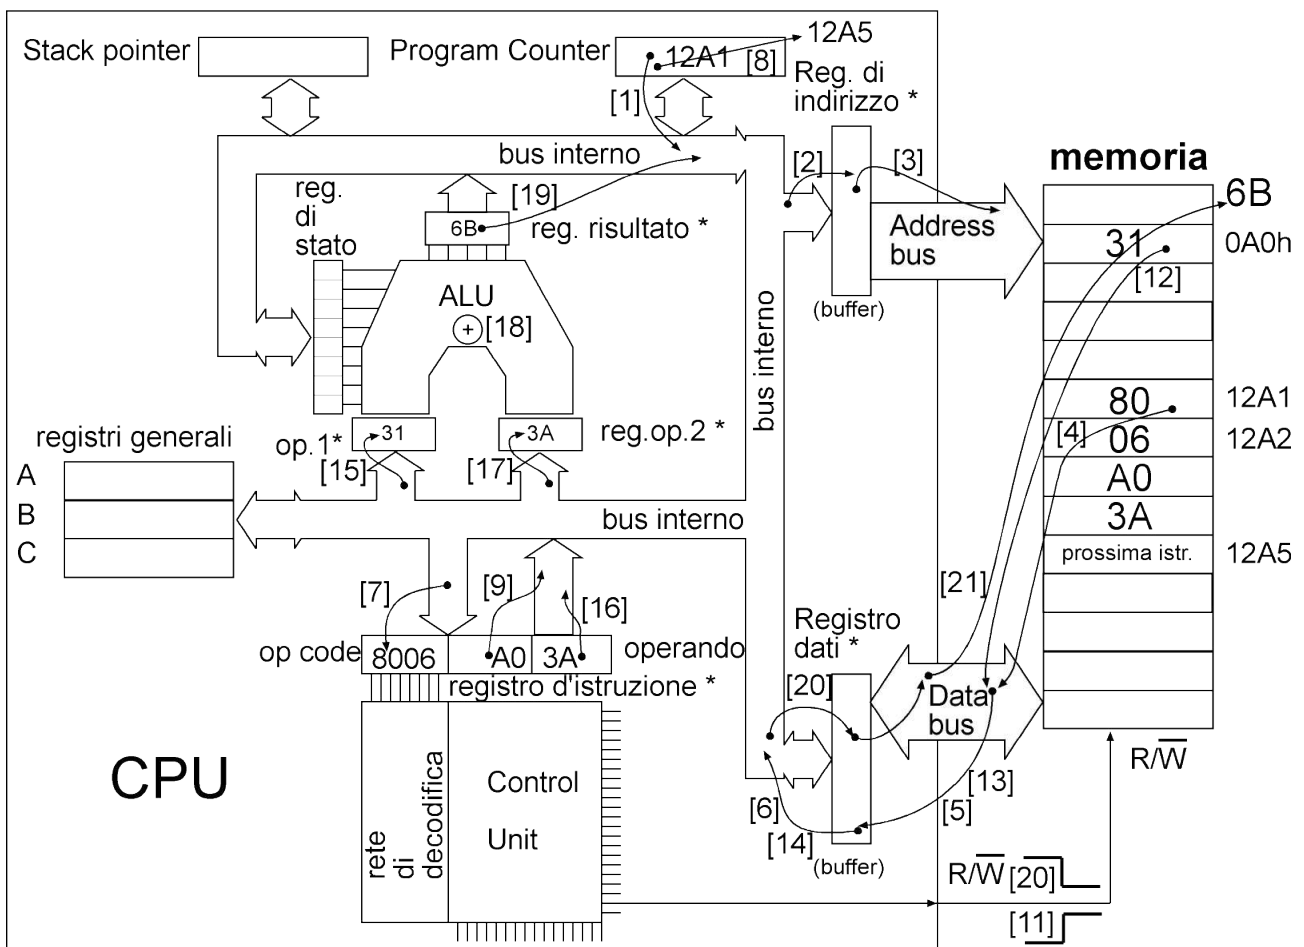 Stack pointer
Program Counter
12A1
[8]
12A5
[1]
Reg. di
indirizzo *
bus interno
[2]
[3]
memoria
reg.
di
stato
[19]
6B
reg. risultato *
Address
bus
6B
31
0A0h
[12]
ALU
+
[18]
(buffer)
bus interno
80
12A1
[4]
06
12A2
A0
3A
prossima istr.
12A5
registri generali
op.1*
31
3A
reg.op.2 *
[15]
[17]
A
B
C
bus interno
[7]
[9]
[16]
[21]
Registro
dati *
op code
8006
A0
3A
operando
registro d'istruzione *
[20]
Data
bus
R/W
CPU
rete
di
decodifica
Control
Unit
[6]
[14]
[5]
[13]
(buffer)
R/W
[20]
[11]